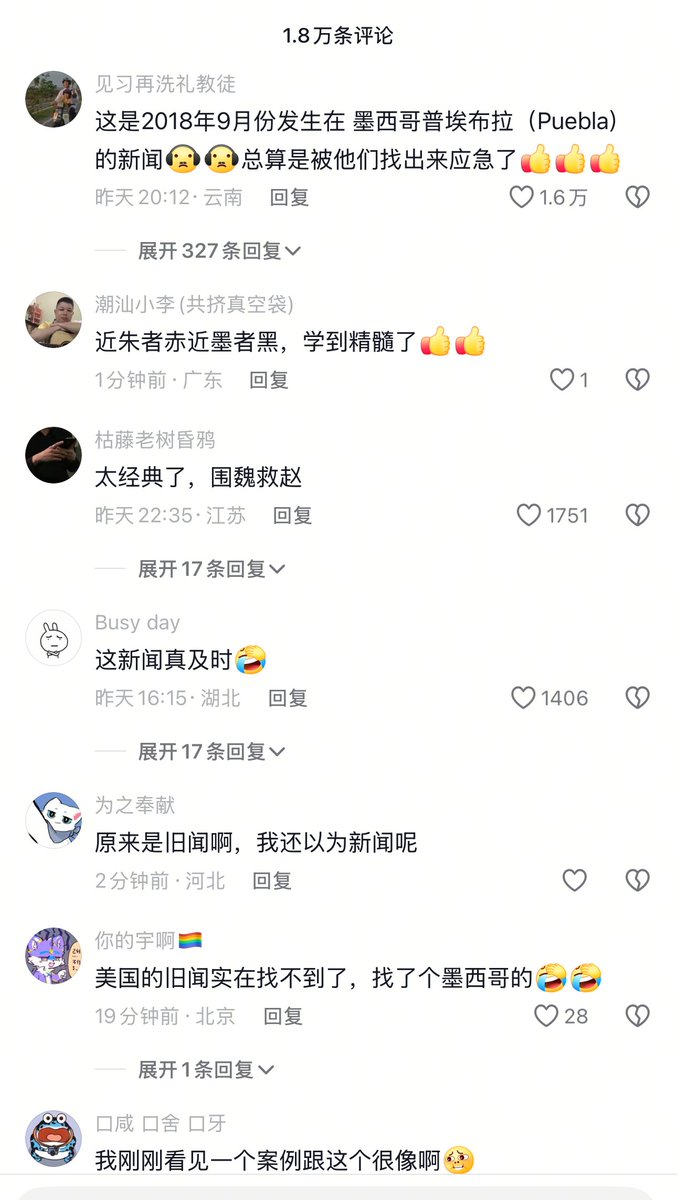 1.8万条评论
见习再洗礼教徒
这是2018年9月份发生在 墨西哥普埃布拉（Puebla）
的新闻总算是被他们找出来应急了👍👍👍
昨天 20:12 · 云南 回复 1.6万
展开 327 条回复
潮汕小李(共挤真空袋)
近朱者赤近墨者黑，学到精髓了👍👍
1分钟前 · 广东 回复 1
枯藤老树昏鸦
太经典了，围魏救赵
昨天 22:35 · 江苏 回复 1751
展开 17 条回复
Busy day
这新闻真及时
昨天 16:15 · 湖北 回复 1406
展开 17 条回复
为之奉献
原来是旧闻啊，我还以为新闻呢
2分钟前 · 河北 回复
你的宇啊🏳️‍🌈
美国的旧闻实在找不到了，找了个墨西哥的
19分钟前 · 北京 回复 28
展开 1 条回复
口咸 口舍 口牙
我刚刚看见一个案例跟这个很像啊